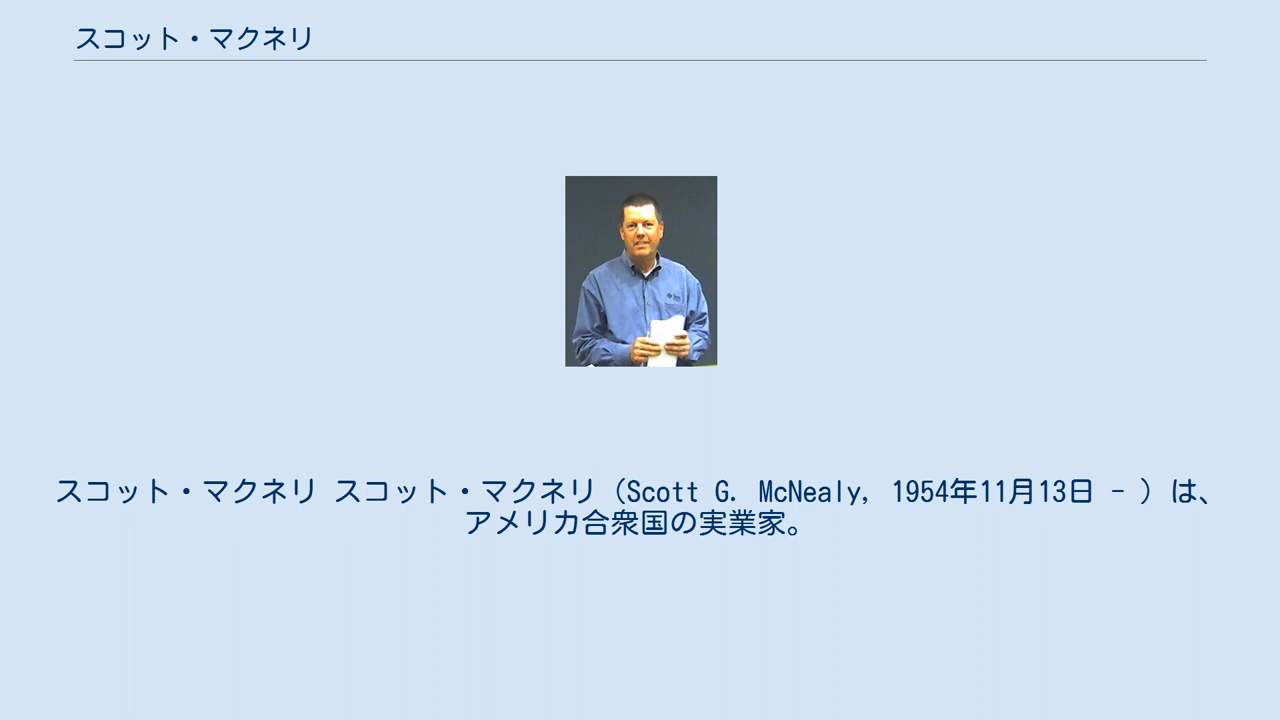 スコット・マクネリ
スコット・マクネリ スコット・マクネリ（Scott G. McNealy, 1954年11月13日 - ）は、
アメリカ合衆国の実業家。